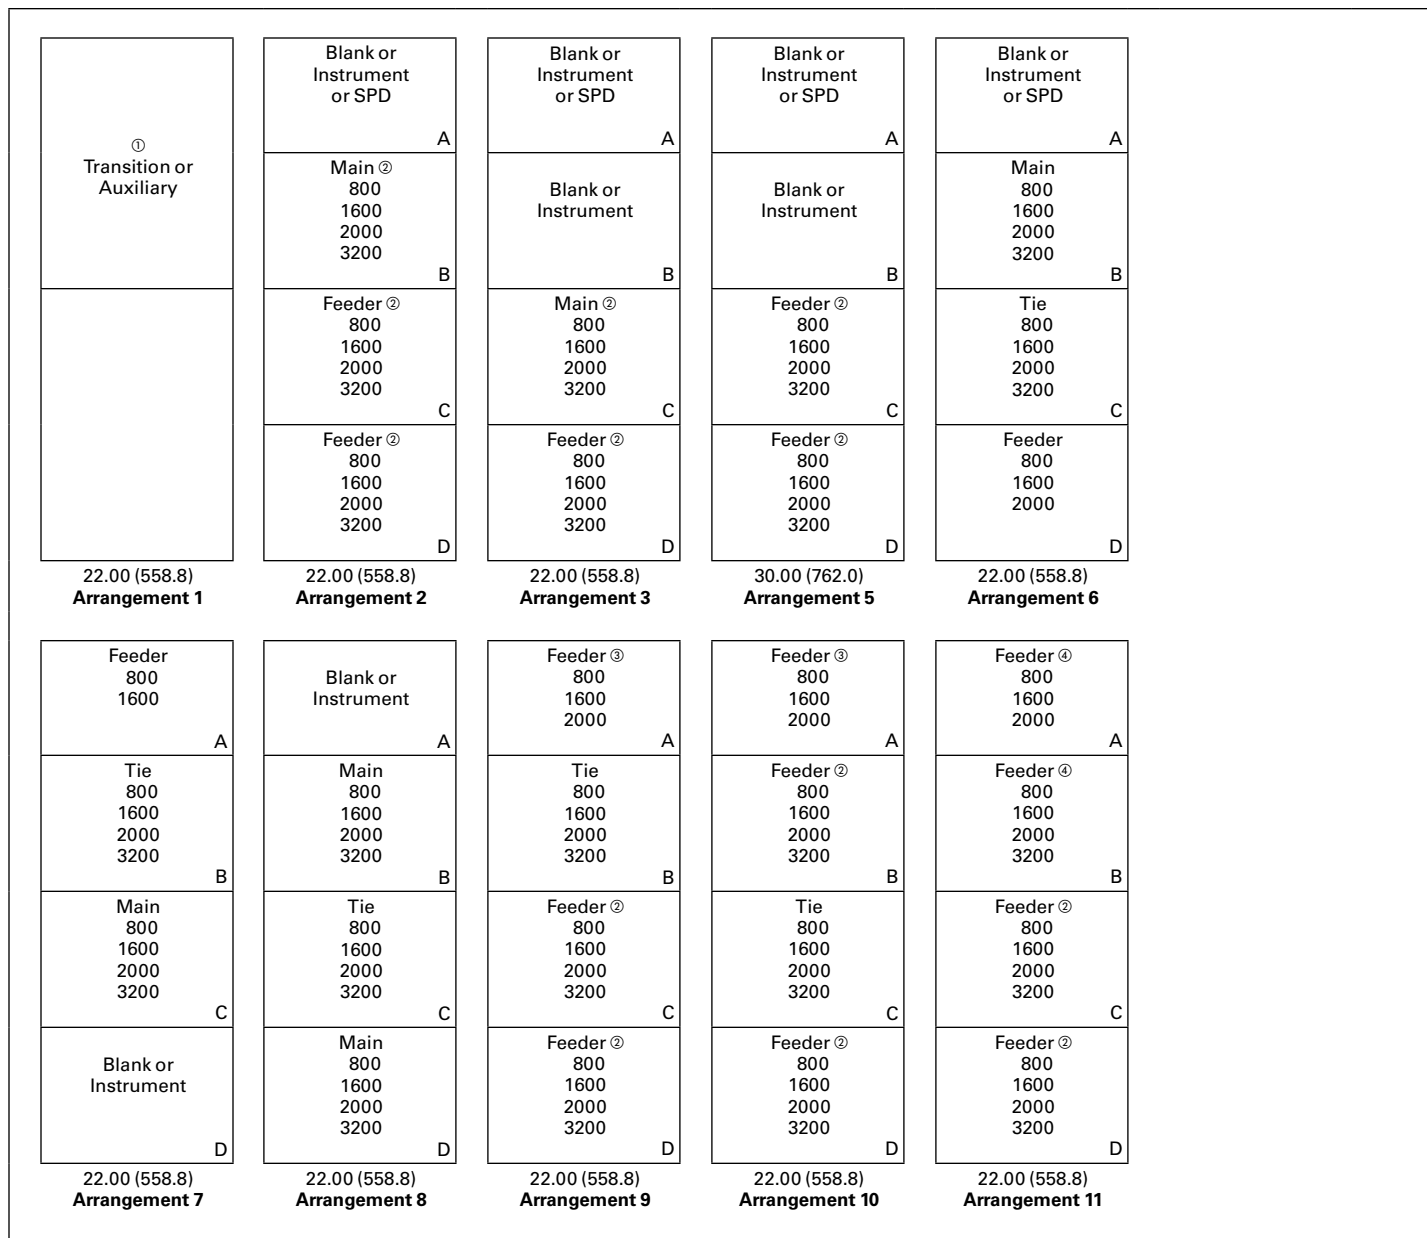 ①
Transition or
Auxiliary
22.00 (558.8)
Arrangement 1
Blank or
Instrument
or SPD
A
Main ②
800
1600
2000
3200
B
Feeder ②
800
1600
2000
3200
C
Feeder ②
800
1600
2000
3200
D
22.00 (558.8)
Arrangement 2
Blank or
Instrument
or SPD
A
Blank or
Instrument
B
Main ②
800
1600
2000
3200
C
Feeder ②
800
1600
2000
3200
D
22.00 (558.8)
Arrangement 3
Blank or
Instrument
or SPD
A
Blank or
Instrument
B
Feeder ②
800
1600
2000
3200
C
Feeder ②
800
1600
2000
3200
D
30.00 (762.0)
Arrangement 5
Blank or
Instrument
or SPD
A
Main
800
1600
2000
3200
B
Tie
800
1600
2000
3200
C
Feeder
800
1600
2000
D
22.00 (558.8)
Arrangement 6
Feeder
800
1600
A
Tie
800
1600
2000
3200
B
Main
800
1600
2000
3200
C
Blank or
Instrument
D
22.00 (558.8)
Arrangement 7
Blank or
Instrument
A
Main
800
1600
2000
3200
B
Tie
800
1600
2000
3200
C
Main
800
1600
2000
3200
D
22.00 (558.8)
Arrangement 8
Feeder ③
800
1600
2000
A
Tie
800
1600
2000
3200
B
Feeder ②
800
1600
2000
3200
C
Feeder ②
800
1600
2000
3200
D
22.00 (558.8)
Arrangement 9
Feeder ③
800
1600
2000
A
Feeder ②
800
1600
2000
3200
B
Tie
800
1600
2000
3200
C
Feeder ②
800
1600
2000
3200
D
22.00 (558.8)
Arrangement 10
Feeder ④
800
1600
2000
A
Feeder ④
800
1600
2000
3200
B
Feeder ②
800
1600
2000
3200
C
Feeder ②
800
1600
2000
3200
D
22.00 (558.8)
Arrangement 11